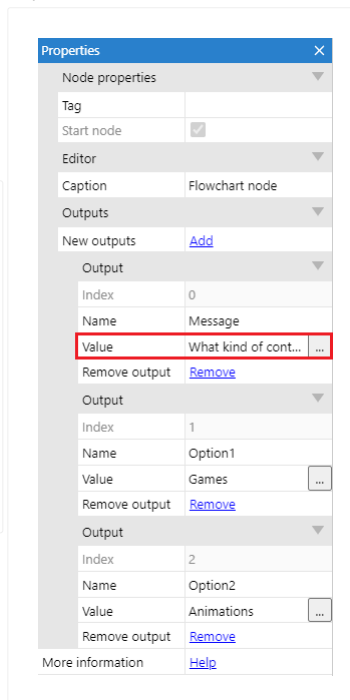 Properties
Node properties
Tag
Start node
Editor
Caption Flowchart node
Outputs
New outputs Add
Output
Index 0
Name Message
Value What kind of cont... ...
Remove output Remove
Output
Index 1
Name Option1
Value Games ...
Remove output Remove
Output
Index 2
Name Option2
Value Animations ...
Remove output Remove
More information Help